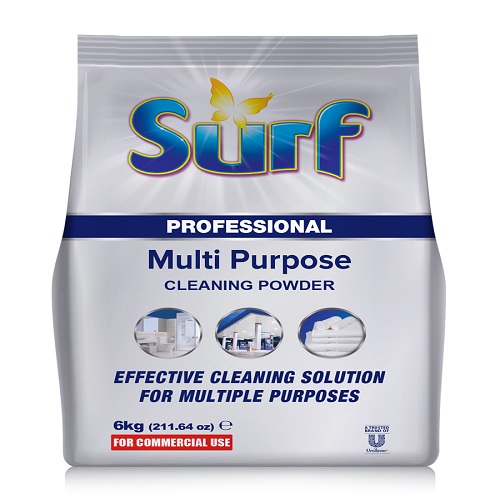 Surf
PROFESSIONAL
Multi Purpose
CLEANING POWDER
EFFECTIVE CLEANING SOLUTION
FOR MULTIPLE PURPOSES
6kg (211.64 oz) ℮
FOR COMMERCIAL USE
A TRUSTED
BRAND OF
Unilever